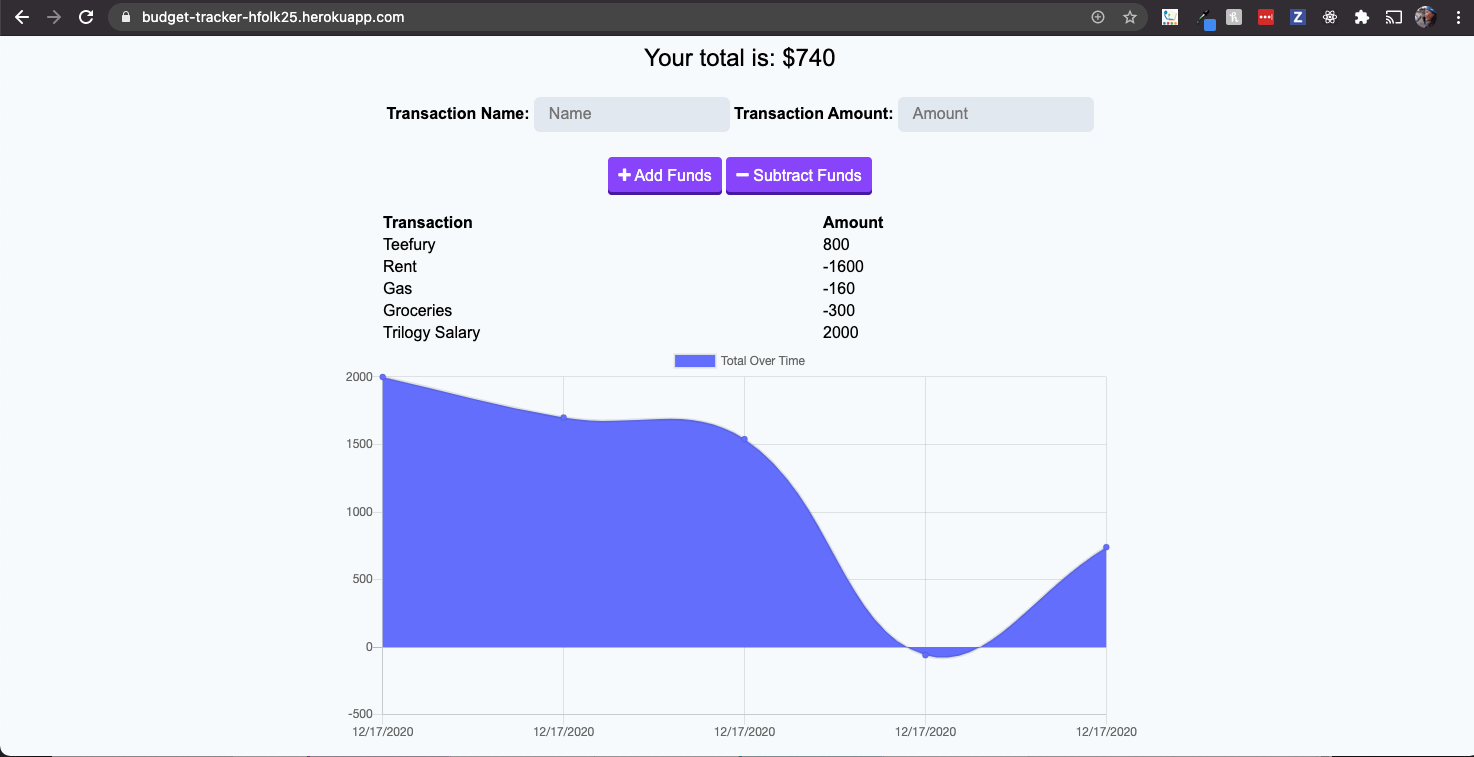 budget-tracker-hfolk25.herokuapp.com
Your total is: $740
Transaction Name: Name Transaction Amount: Amount
Add Funds Subtract Funds
Transaction Amount
Teefury 800
Rent -1600
Gas -160
Groceries -300
Trilogy Salary 2000
Total Over Time
2000
1500
1000
500
0
-500
12/17/2020 12/17/2020 12/17/2020 12/17/2020 12/17/2020